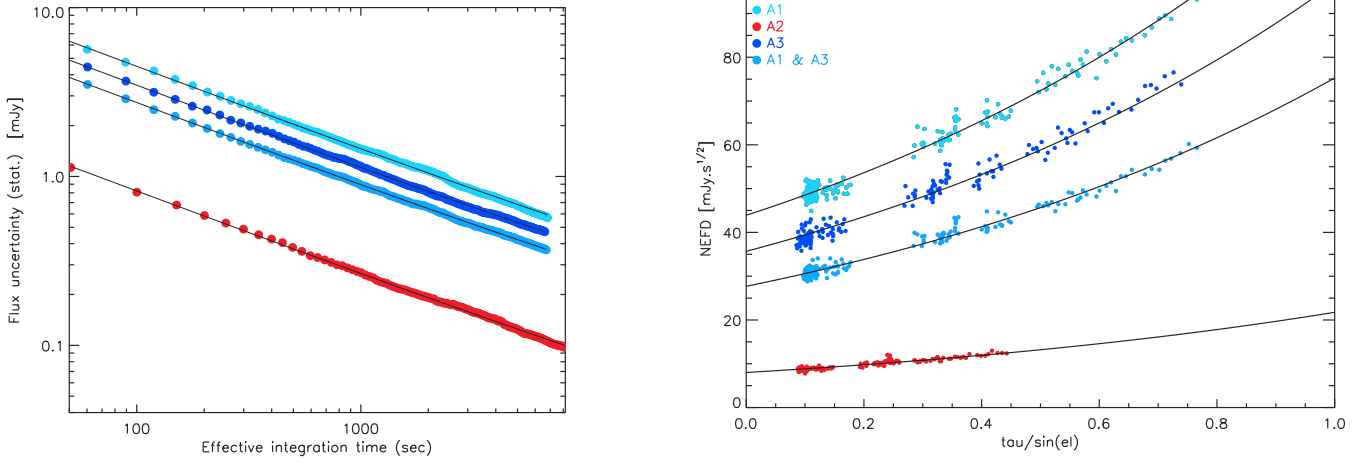 10.0
1.0
0.1
Flux uncertainty (stat.) [mJy]
100
1000
Effective integration time (sec)
A1
A2
A3
A1 & A3
80
60
40
20
0
NEFD [mJy.s^1/2]
0.0
0.2
0.4
0.6
0.8
1.0
tau/sin(el)